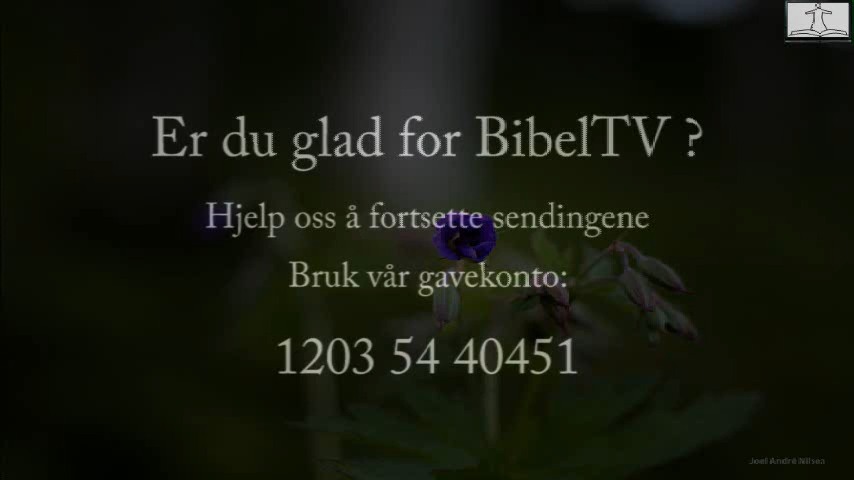 Er du glad for BibelTV ?
Hjelp oss å fortsette sendingene
Bruk vår gavekonto:
1203 54 40451
Joel André Nilsen